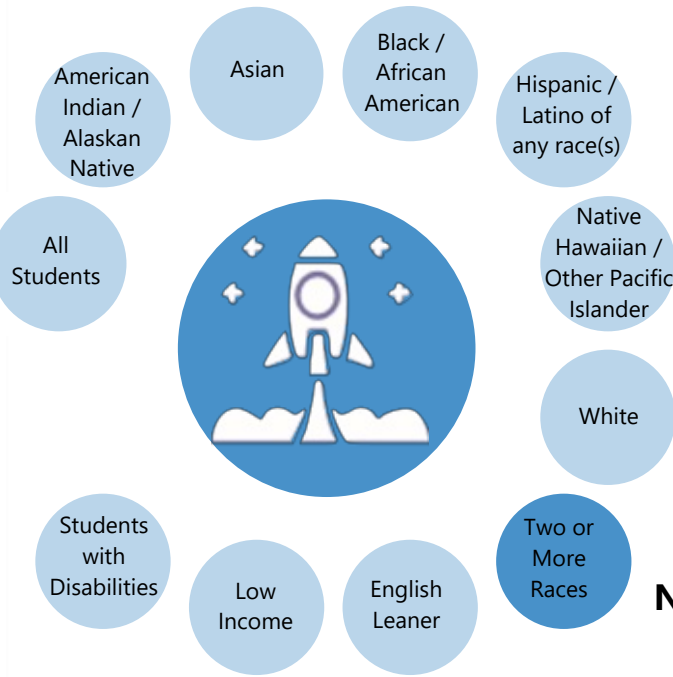 Black /
African
American
Asian
American
Indian /
Alaskan
Native
Hispanic /
Latino of
any race(s)
All
Students
Native
Hawaiian /
Other Pacific
Islander
White
Students
with
Disabilities
Two or
More
Races
Low
Income
English
Leaner
N